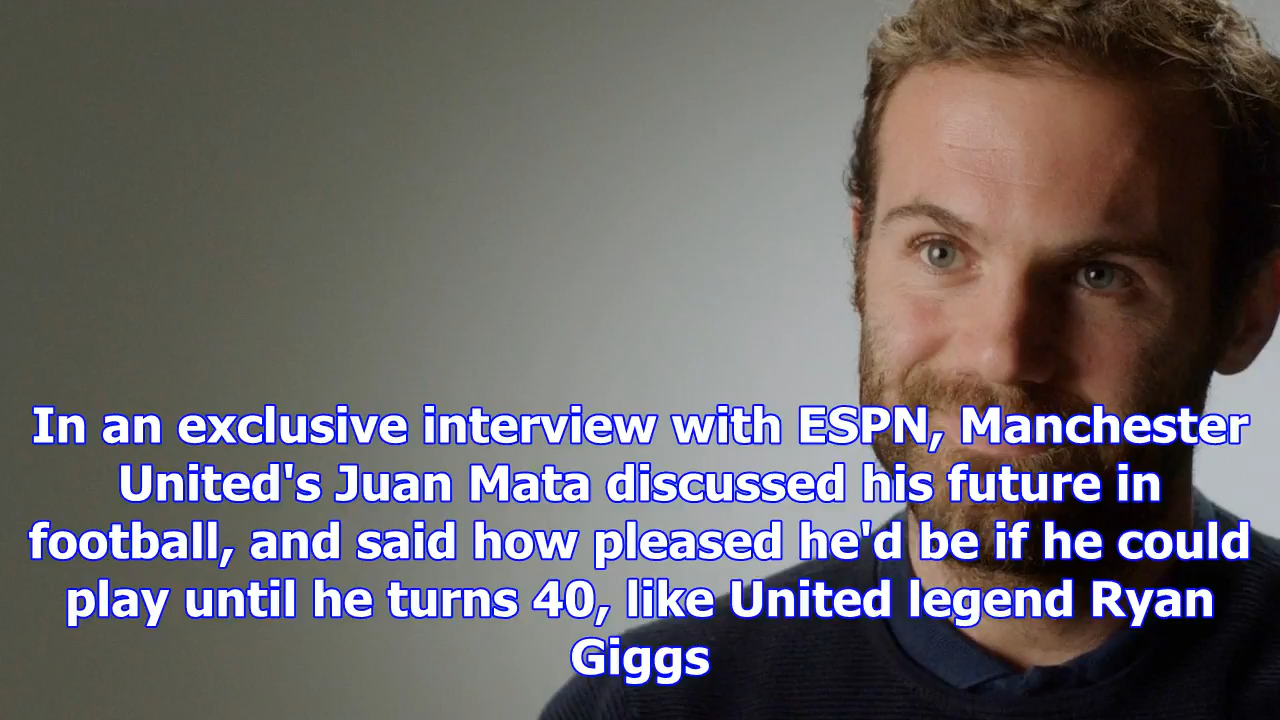 In an exclusive interview with ESPN, Manchester
United's Juan Mata discussed his future in
football, and said how pleased he'd be if he could
play until he turns 40, like United legend Ryan
Giggs